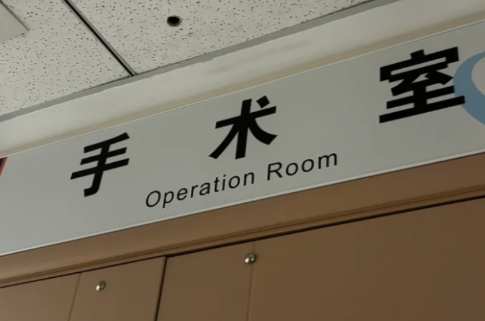 手术室
Operation Room